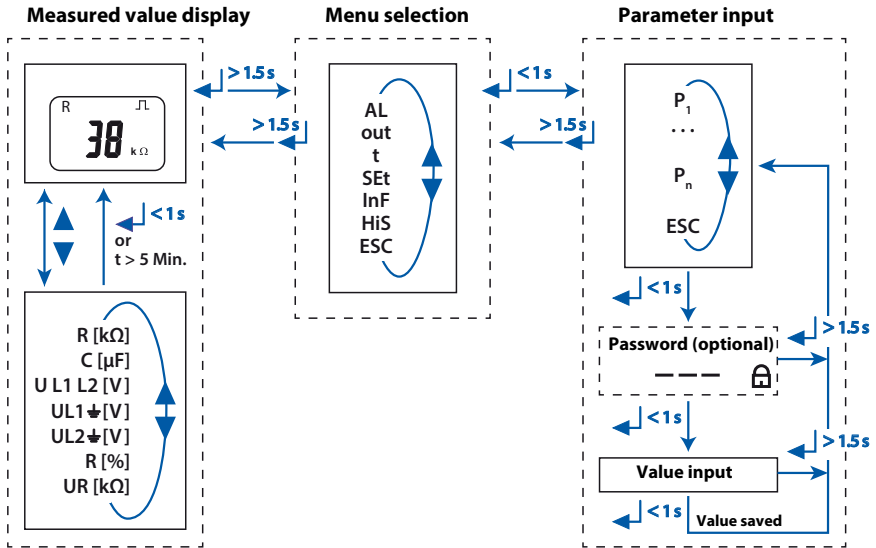 Measured value display
R
38 kΩ
> 1.5 s
> 1.5 s
< 1 s
or
t > 5 Min.
R [kΩ]
C [µF]
U L1 L2 [V]
UL1⏚[V]
UL2⏚[V]
R [%]
UR [kΩ]
Menu selection
AL
out
t
SEt
InF
HiS
ESC
< 1 s
> 1.5 s
Parameter input
P1
...
Pn
ESC
< 1 s
> 1.5 s
Password (optional)
– – –
< 1 s
> 1.5 s
Value input
< 1 s
Value saved